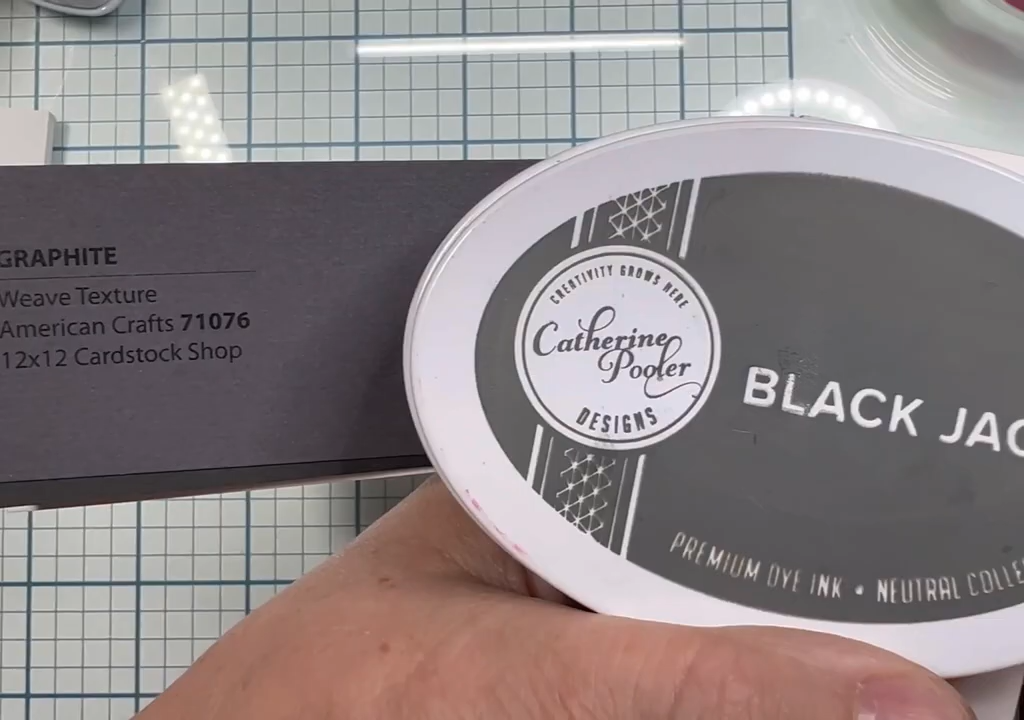 GRAPHITE
Weave Texture
American Crafts 71076
12x12 Cardstock Shop
CREATIVITY GROWS HERE
Catherine
Pooler
DESIGNS
BLACK JAC
PREMIUM DYE INK • NEUTRAL COLLE